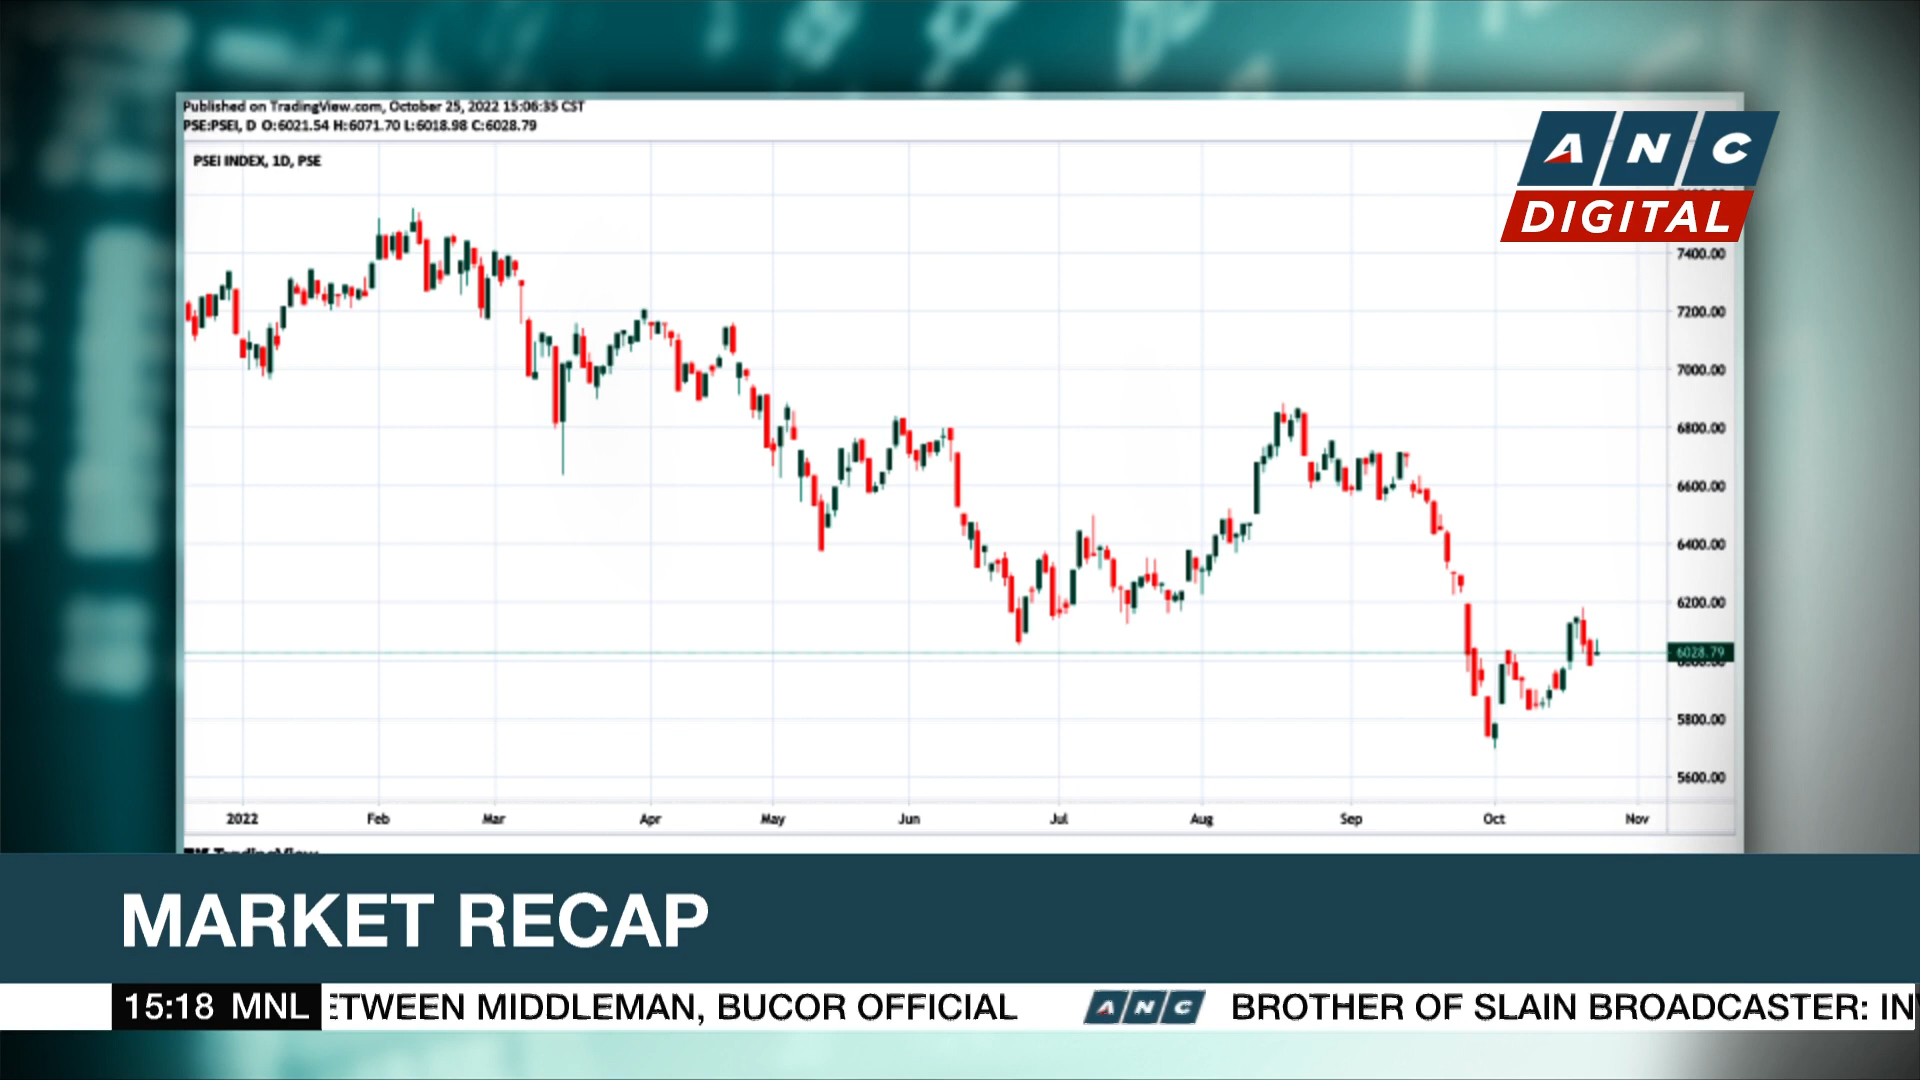 Published on TradingView.com, October 25, 2022 15:06:35 CST
PSE:PSEI, D O:6021.54 H:6071.70 L:6018.98 C:6028.79
PSEI INDEX, 1D, PSE
ANC
DIGITAL
7400.00
7200.00
7000.00
6800.00
6600.00
6400.00
6200.00
6028.79
6000.00
5800.00
5600.00
2022 Feb Mar Apr May Jun Jul Aug Sep Oct Nov
TradingView
MARKET RECAP
15:18 MNL ETWEEN MIDDLEMAN, BUCOR OFFICIAL ANC BROTHER OF SLAIN BROADCASTER: IN